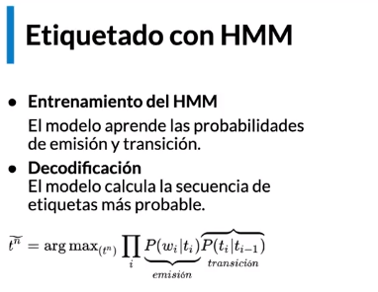 Etiquetado con HMM
• Entrenamiento del HMM
El modelo aprende las probabilidades
de emisión y transición.
• Decodificación
El modelo calcula la secuencia de
etiquetas más probable.
$\widetilde{t^n} = \arg\max_{(t^n)} \prod_i \underbrace{P(w_i|t_i)}_{emisión} \overbrace{P(t_i|t_{i-1})}_{transición}$